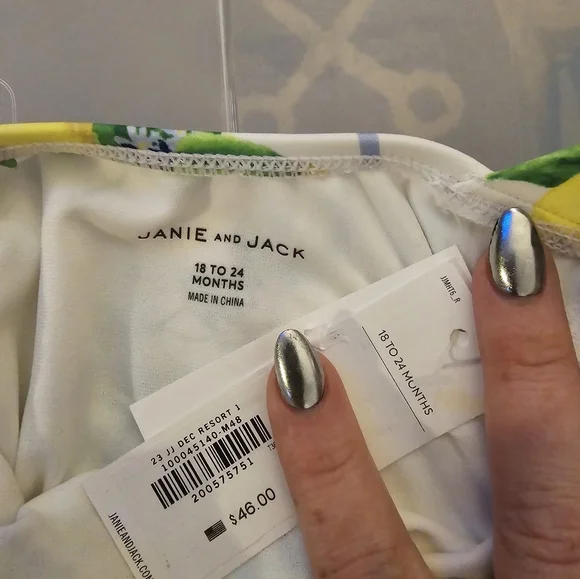 JANIE AND JACK
18 TO 24
MONTHS
MADE IN CHINA
JJMH16_R
18 TO 24 MONTHS
23 JJ DEC RESORT 1
100045140-M48
200575751
$46.00
JANIEANDJACK.COM